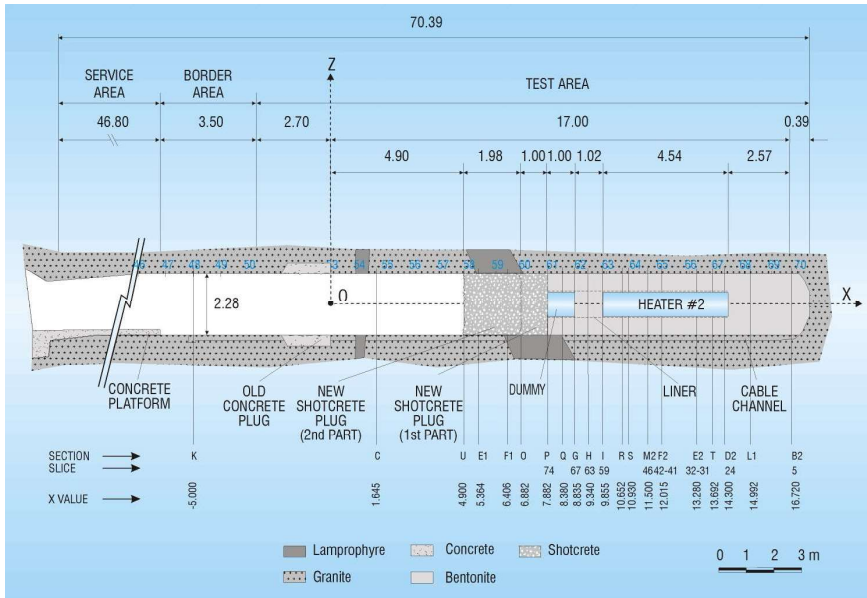 70.39
Z
SERVICE AREA
BORDER AREA
TEST AREA
46.80
3.50
2.70
17.00
0.39
4.90
1.98
1.00
1.00
1.02
4.54
2.57
46 47 48 49 50 53 54 55 56 57 58 59 60 61 62 63 64 65 66 67 68 69 70
2.28
O
HEATER #2
X
CONCRETE PLATFORM
OLD CONCRETE PLUG
NEW SHOTCRETE PLUG (2nd PART)
NEW SHOTCRETE PLUG (1st PART)
DUMMY
LINER
CABLE CHANNEL
SECTION K C U E1 F1 O P Q G H I R S M2 F2 E2 T D2 L1 B2
SLICE 74 67 63 59 46 42-41 32-31 24 5
X VALUE -5.000 1.645 4.900 5.364 6.406 6.882 7.882 8.380 8.835 9.340 9.855 10.652 10.930 11.500 12.015 13.280 13.692 14.300 14.992 16.720
Lamprophyre Concrete Shotcrete
Granite Bentonite
0 1 2 3 m